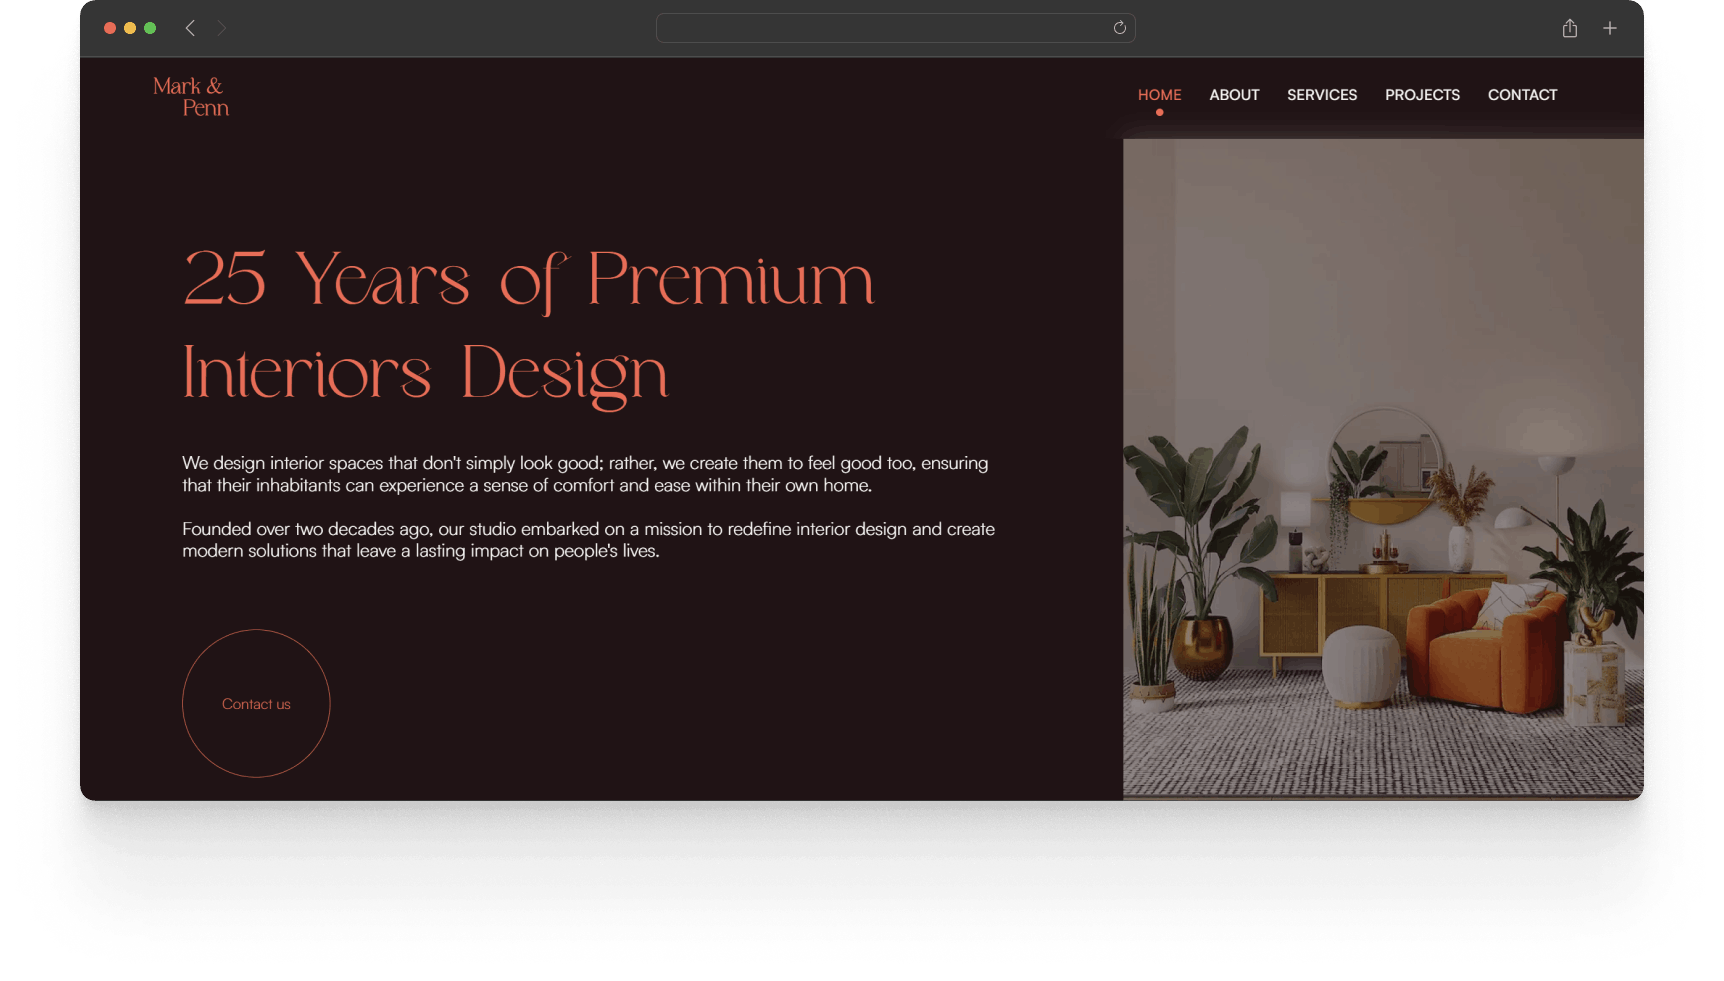 Mark &
Penn
HOME ABOUT SERVICES PROJECTS CONTACT
25 Years of Premium
Interiors Design
We design interior spaces that don't simply look good; rather, we create them to feel good too, ensuring
that their inhabitants can experience a sense of comfort and ease within their own home.
Founded over two decades ago, our studio embarked on a mission to redefine interior design and create
modern solutions that leave a lasting impact on people's lives.
Contact us